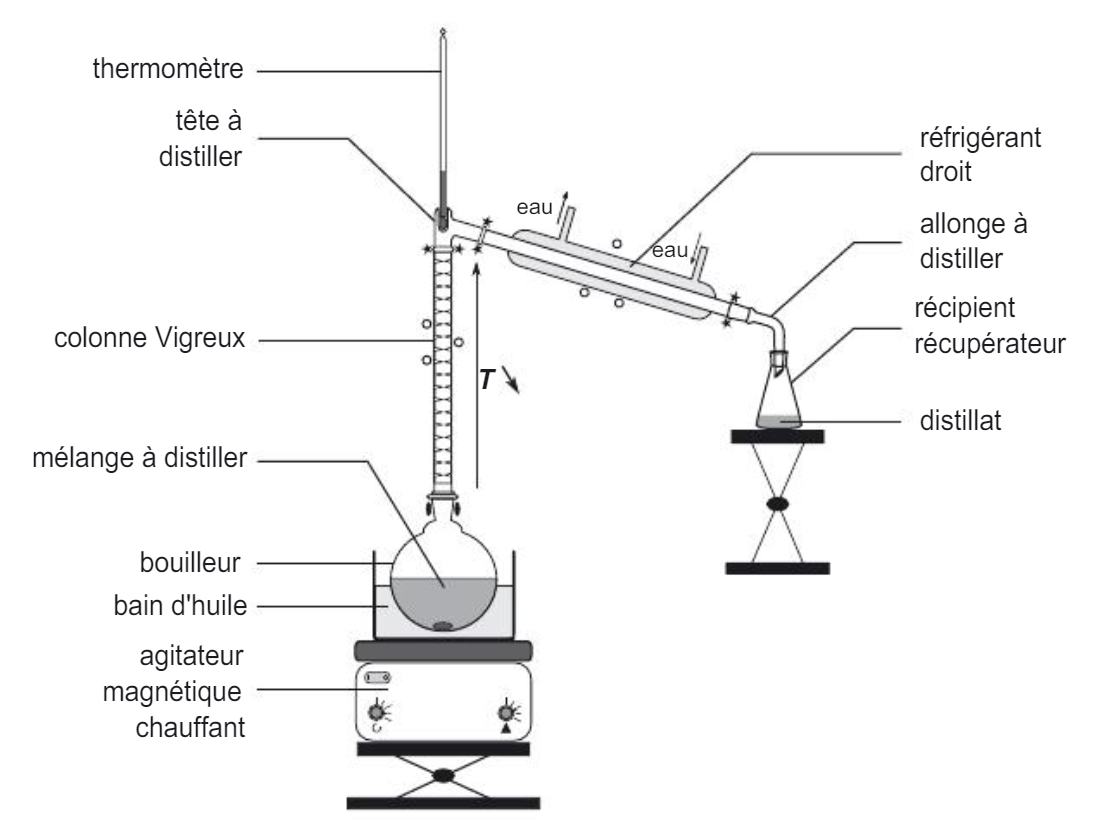 thermomètre
tête à
distiller
colonne Vigreux
mélange à distiller
bouilleur
bain d'huile
agitateur
magnétique
chauffant
T
eau
eau
réfrigérant
droit
allonge à
distiller
récipient
récupérateur
distillat